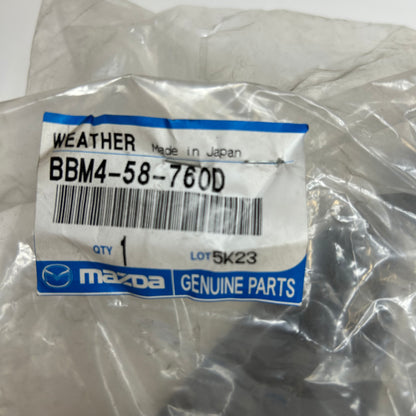 WEATHER Made in Japan
BBM4-58-760D
QTY 1 LOT 5K23
mazda GENUINE PARTS